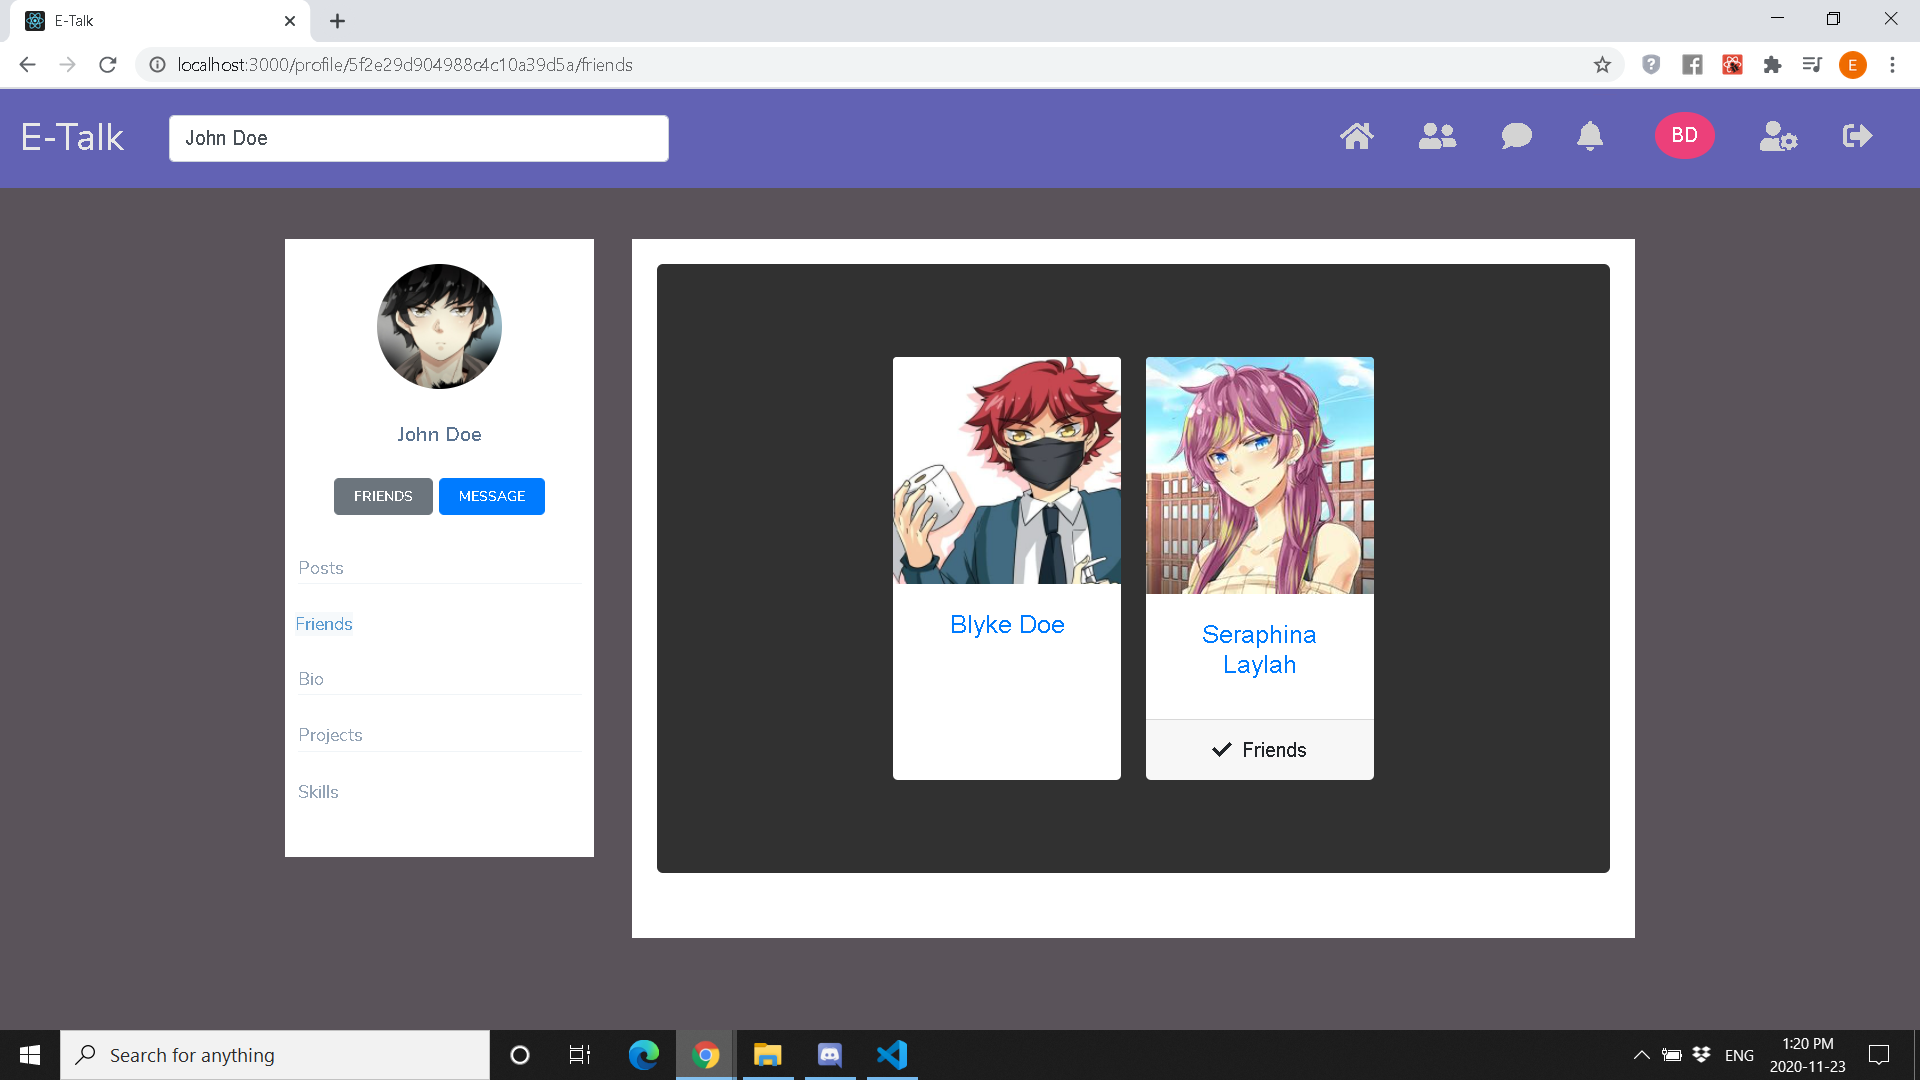 E-Talk
localhost:3000/profile/5f2e29d904988c4c10a39d5a/friends
E
E-Talk
John Doe
BD
John Doe
FRIENDS MESSAGE
Posts
Friends
Bio
Projects
Skills
Blyke Doe
Seraphina
Laylah
Friends
Search for anything
ENG
1:20 PM
2020-11-23